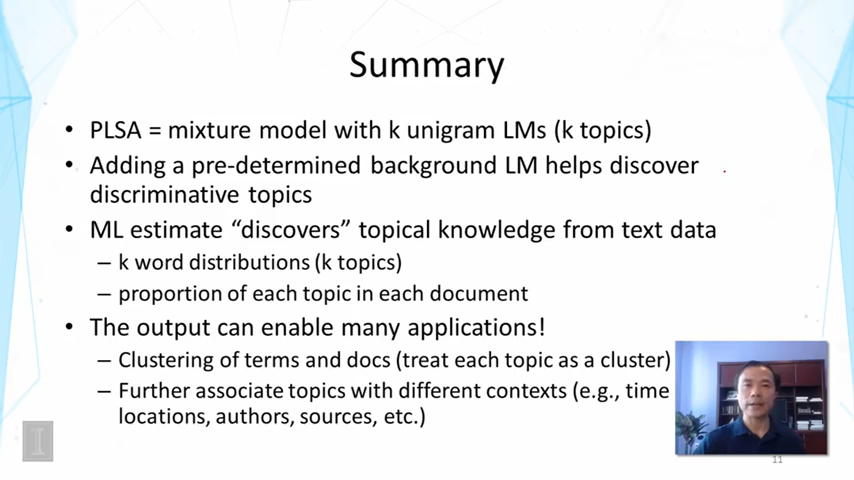 Summary
• PLSA = mixture model with k unigram LMs (k topics)
• Adding a pre-determined background LM helps discover
discriminative topics
• ML estimate “discovers” topical knowledge from text data
– k word distributions (k topics)
– proportion of each topic in each document
• The output can enable many applications!
– Clustering of terms and docs (treat each topic as a cluster)
– Further associate topics with different contexts (e.g., time
locations, authors, sources, etc.)
I
11